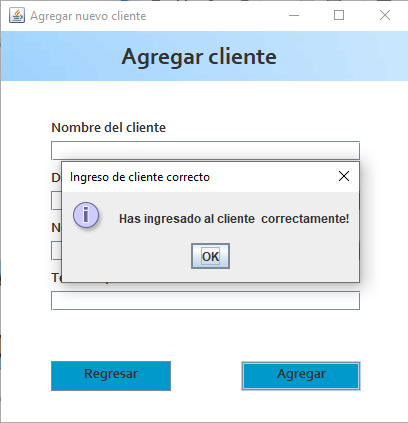 Agregar nuevo cliente
Agregar cliente
Nombre del cliente
Ingreso de cliente correcto
Has ingresado al cliente  correctamente!
OK
Regresar
Agregar